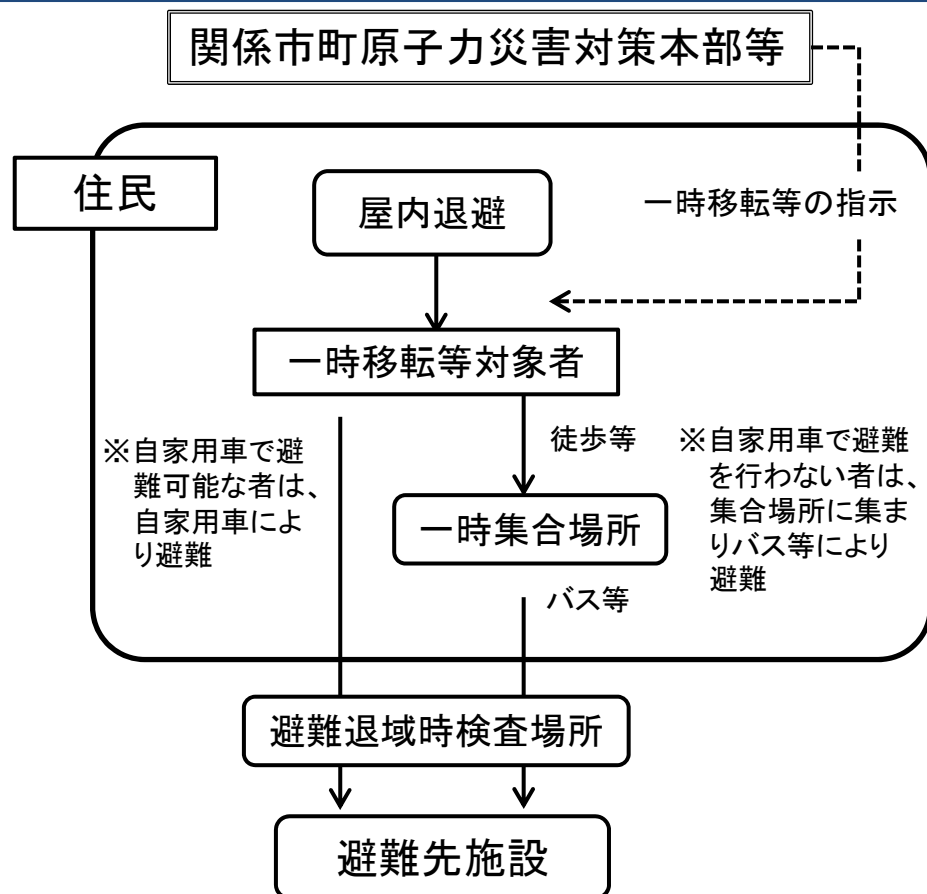 関係市町原子力災害対策本部等
住民
屋内退避
一時移転等の指示
一時移転等対象者
※自家用車で避
難可能な者は、
自家用車によ
り避難
徒歩等
※自家用車で避難
を行わない者は、
集合場所に集ま
りバス等により
避難
一時集合場所
バス等
避難退域時検査場所
避難先施設